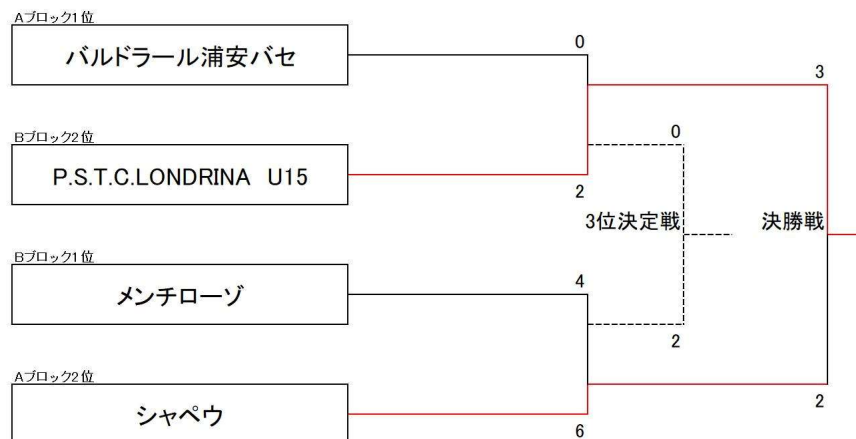 Aブロック1位
バルドラール浦安バセ
0
3
Bブロック2位
P.S.T.C.LONDRINA U15
0
2
3位決定戦
決勝戦
Bブロック1位
メンチローゾ
4
2
Aブロック2位
シャペウ
2
6